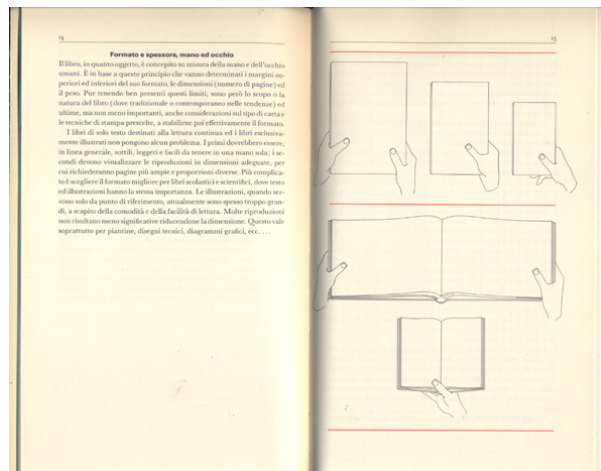 14
Formato e spessore, mano ed occhio
Il libro, in quanto oggetto, è concepito su misura della mano e dell'occhio
umani. È in base a questo principio che vanno determinati i margini su-
periori ed inferiori del suo formato, le dimensioni (numero di pagine) ed
il peso. Pur tenendo ben presenti questi limiti, sono però lo scopo o la
natura del libro (dove tradizionale o contemporaneo nelle tendenze) ed
ultime, ma non meno importanti, anche considerazioni sul tipo di carta e
le tecniche di stampa prescelte, a stabilirne poi effettivamente il formato.
I libri di solo testo destinati alla lettura continua ed i libri esclusiva-
mente illustrati non pongono alcun problema. I primi dovrebbero essere,
in linea generale, sottili, leggeri e facili da tenere in una mano sola; i se-
condi devono visualizzare le riproduzioni in dimensioni adeguate, per
cui richiederanno pagine più ampie e proporzioni diverse. Più complica-
to è scegliere il formato migliore per libri scolastici e scientifici, dove testo
ed illustrazioni hanno la stessa importanza. Le illustrazioni, quando ser-
vono solo da punto di riferimento, attualmente sono spesso troppo gran-
di, a scapito della comodità e della facilità di lettura. Molte riproduzioni
non risultano meno significative riducendone la dimensione. Questo vale
soprattutto per piantine, disegni tecnici, diagrammi grafici, ecc. …
15